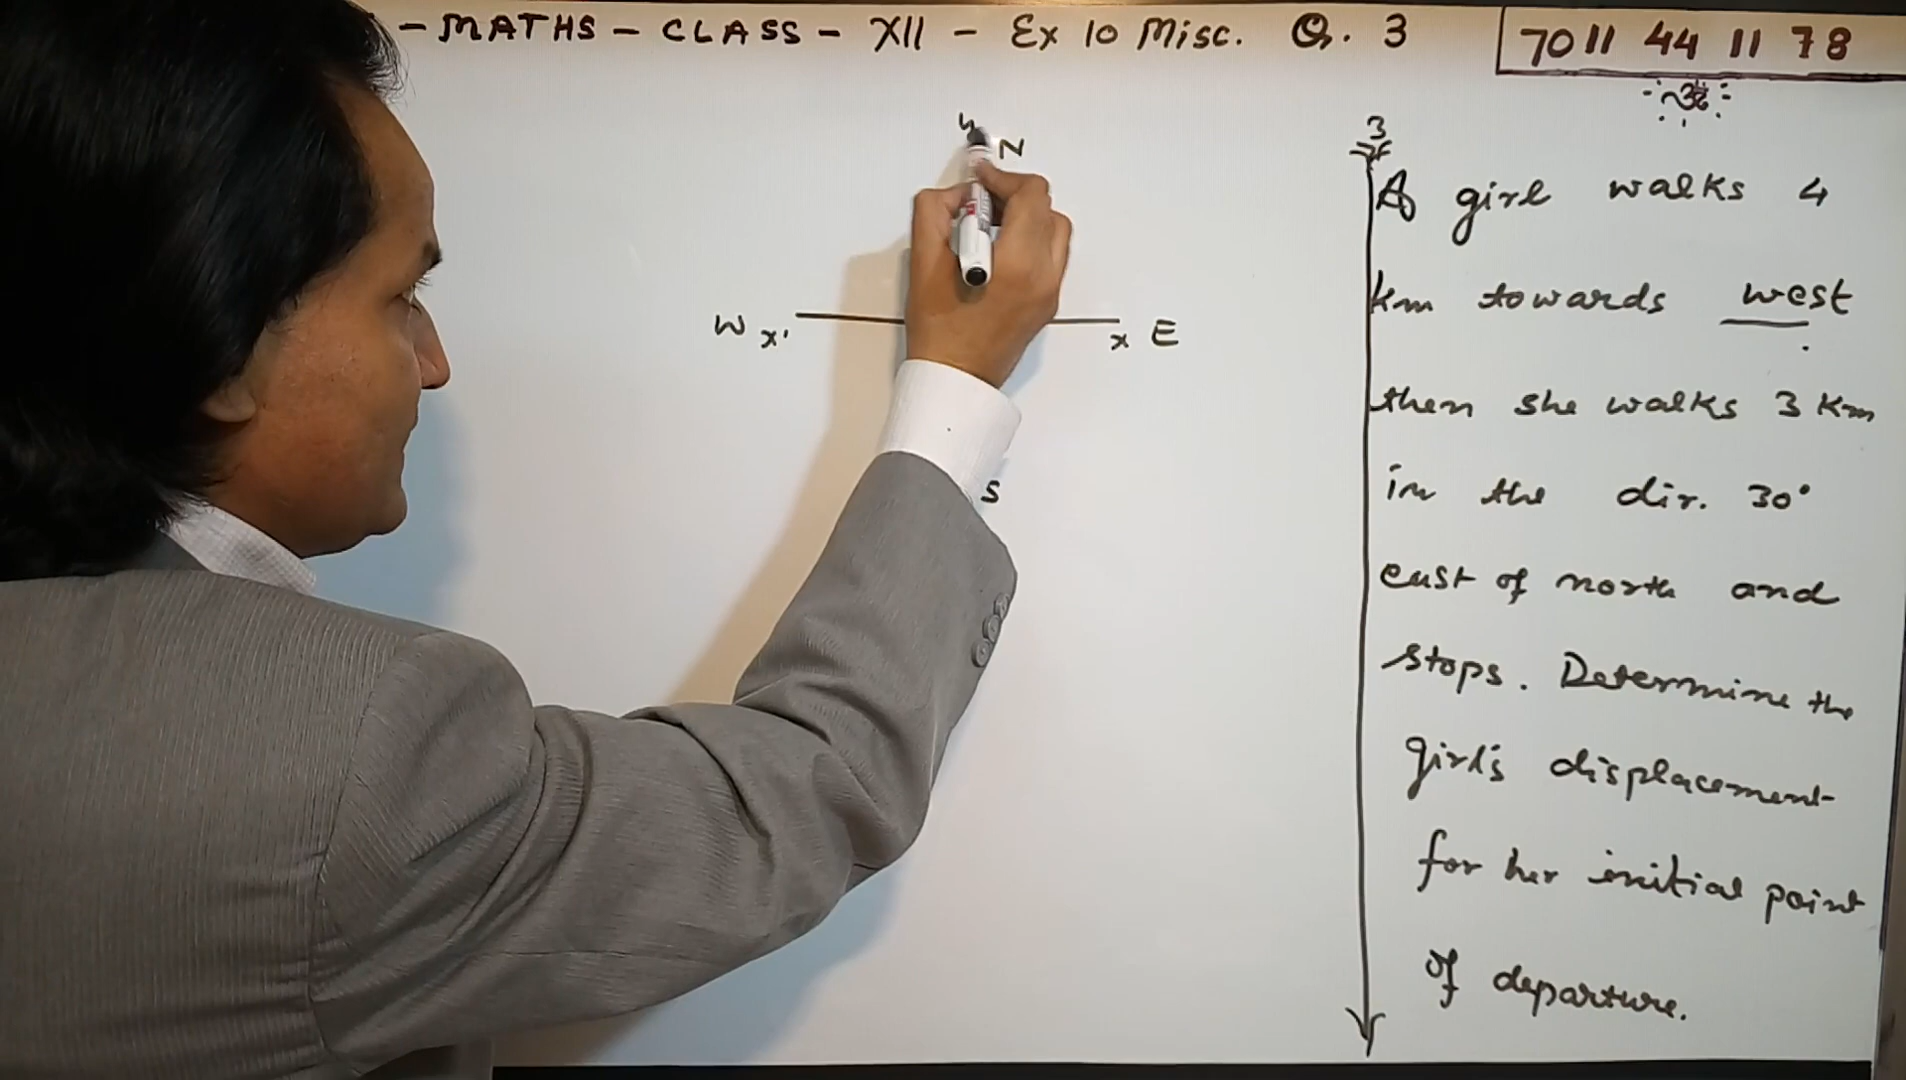 - MATHS - CLASS - XII - Ex 10 Misc. Q. 3
7011 44 11 78
ॐ
3
A girl walks 4
km towards west
then she walks 3 km
in the dir. 30°
east of north and
stops. Determine the
girl's displacement
for her initial point
of departure.
y
N
W x'
x E
S